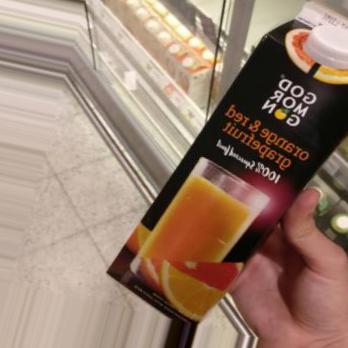 GOD
MOR
GON
orange & red
grapefruit
100% Squeezed fruit